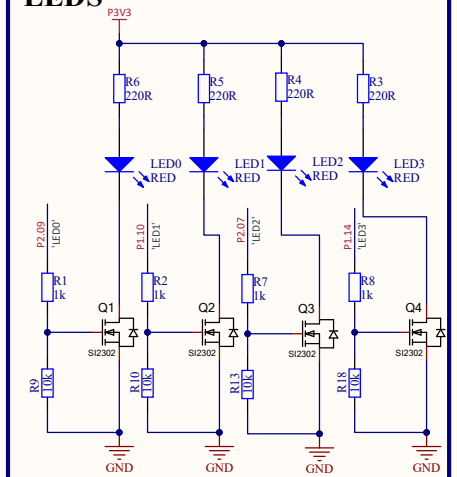 LEDS
P3V3
R6
220R
R5
220R
R4
220R
R3
220R
LED0
RED
LED1
RED
LED2
RED
LED3
RED
P2.09
'LED0'
P1.10
'LED1'
P2.07
'LED2'
P1.14
'LED3'
R1
1k
R2
1k
R7
1k
R8
1k
Q1
SI2302
Q2
SI2302
Q3
SI2302
Q4
SI2302
R9
10k
R10
10k
R13
10k
R18
10k
GND
GND
GND
GND